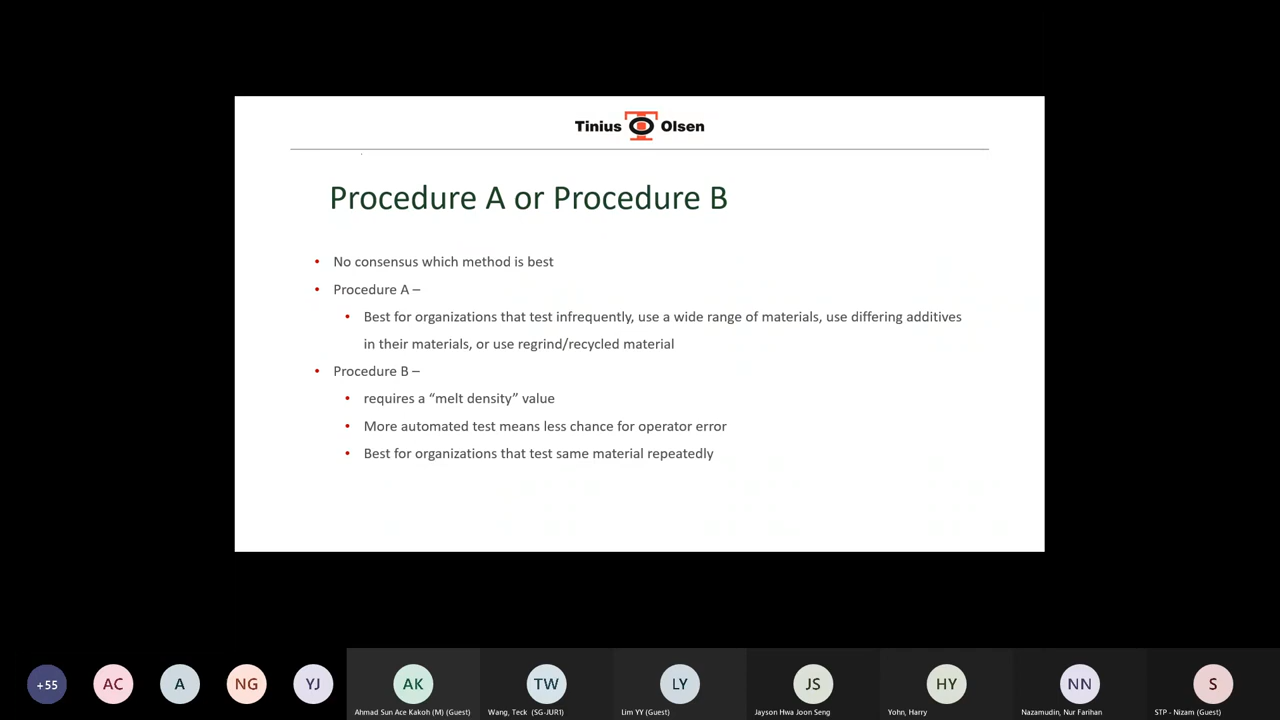 Tinius Olsen
Procedure A or Procedure B
• No consensus which method is best
• Procedure A –
• Best for organizations that test infrequently, use a wide range of materials, use differing additives
in their materials, or use regrind/recycled material
• Procedure B –
• requires a “melt density” value
• More automated test means less chance for operator error
• Best for organizations that test same material repeatedly
+55 AC A NG YJ AK TW LY JS HY NN S
Ahmad Sun Ace Kakoh (M) (Guest) Wang, Teck (SG-JUR1) Lim YY (Guest) Jayson Hwa Joon Seng Yohn, Harry Nazamudin, Nur Farihan STP - Nizam (Guest)